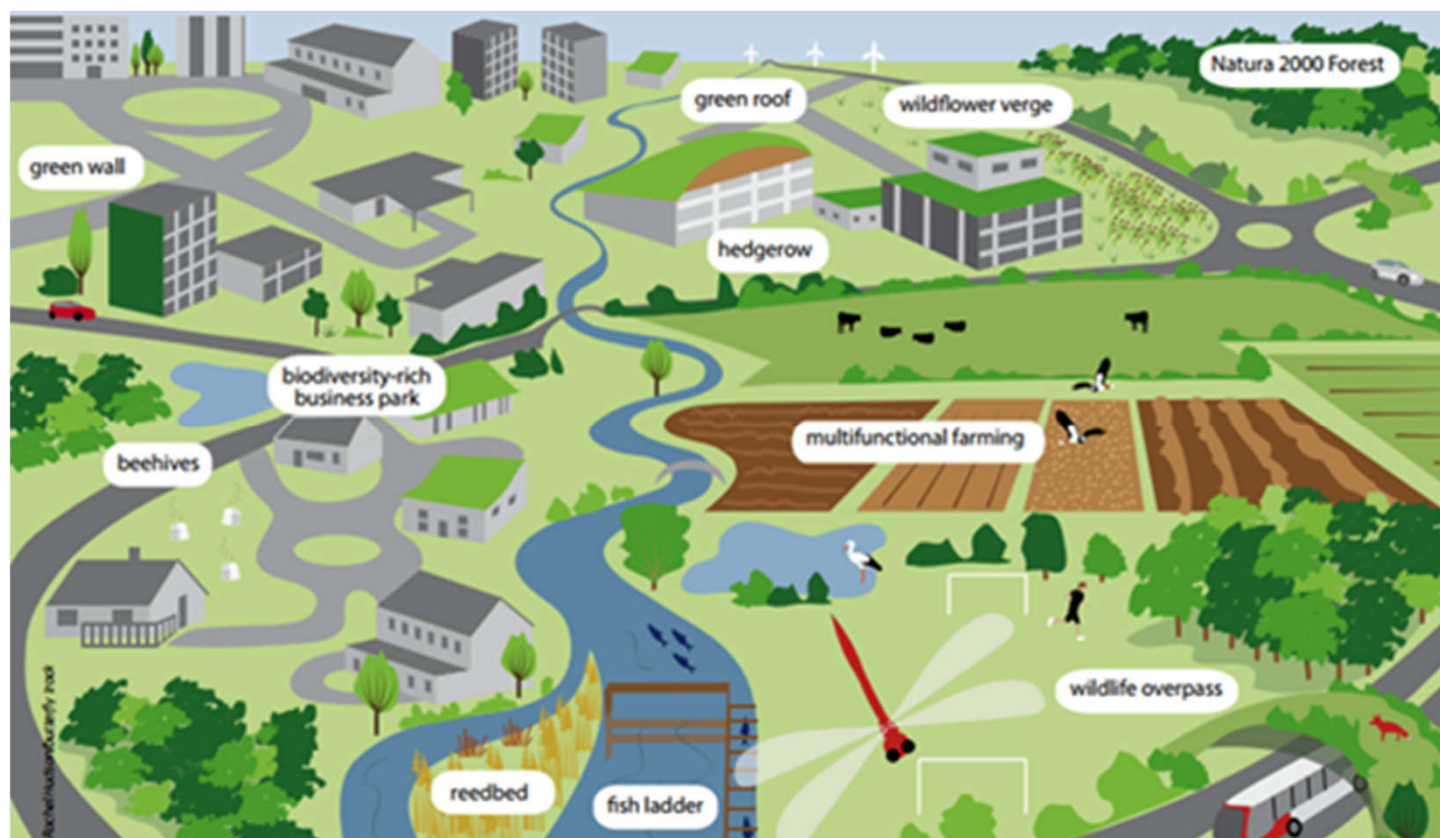 Natura 2000 Forest
green roof
wildflower verge
green wall
hedgerow
biodiversity-rich
business park
multifunctional farming
beehives
wildlife overpass
reedbed
fish ladder